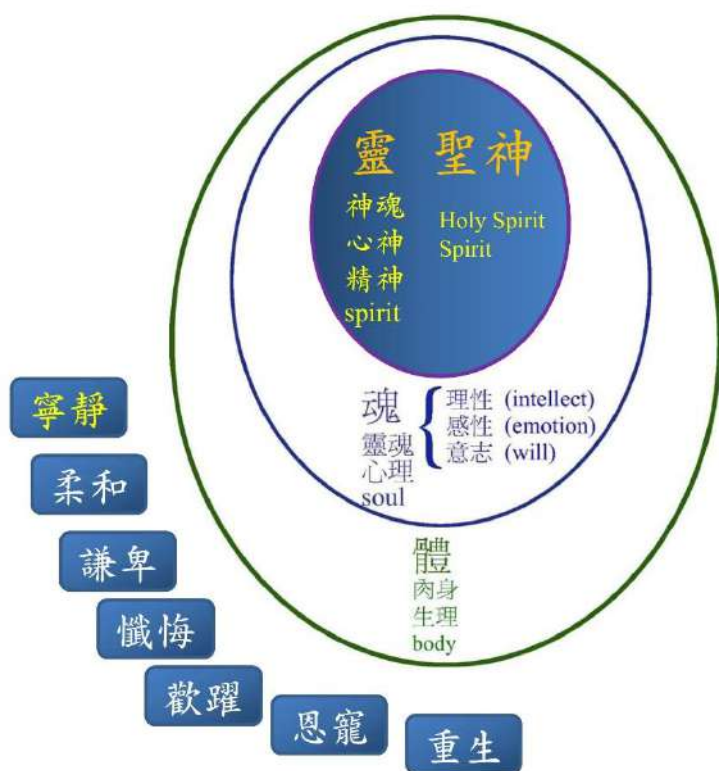 靈 聖神
神魂
心神
精神
spirit
Holy Spirit
Spirit
魂
靈魂
心理
soul
理性 (intellect)
感性 (emotion)
意志 (will)
體
肉身
生理
body
寧靜
柔和
謙卑
懺悔
歡躍
恩寵
重生